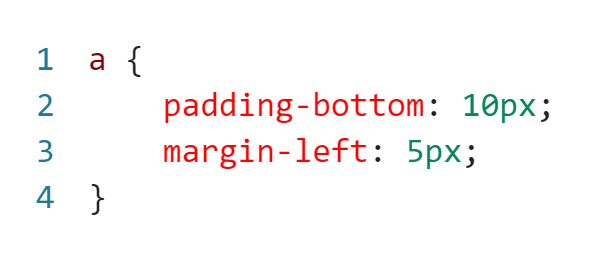 1 a {
2     padding-bottom: 10px;
3     margin-left: 5px;
4 }